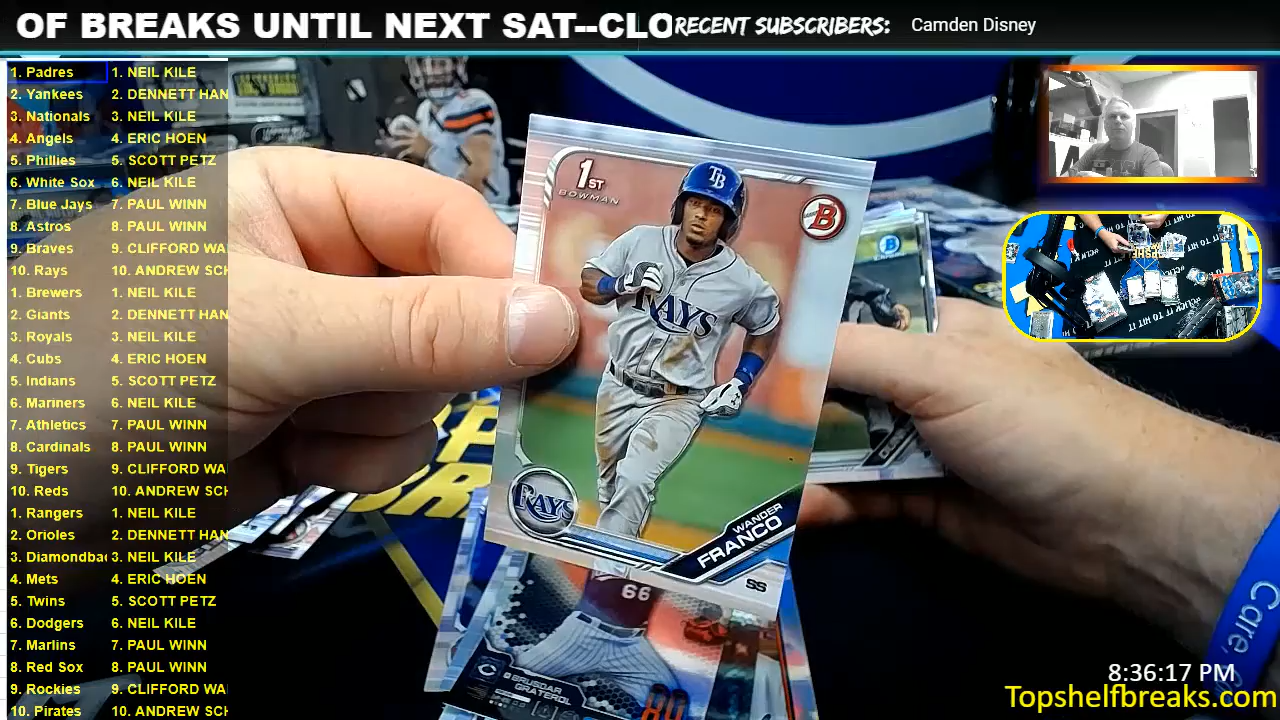 OF BREAKS UNTIL NEXT SAT--CLO
RECENT SUBSCRIBERS: Camden Disney
1. Padres 1. NEIL KILE
2. Yankees 2. DENNETT HAN
3. Nationals 3. NEIL KILE
4. Angels 4. ERIC HOEN
5. Phillies 5. SCOTT PETZ
6. White Sox 6. NEIL KILE
7. Blue Jays 7. PAUL WINN
8. Astros 8. PAUL WINN
9. Braves 9. CLIFFORD WA
10. Rays 10. ANDREW SCH
1. Brewers 1. NEIL KILE
2. Giants 2. DENNETT HAN
3. Royals 3. NEIL KILE
4. Cubs 4. ERIC HOEN
5. Indians 5. SCOTT PETZ
6. Mariners 6. NEIL KILE
7. Athletics 7. PAUL WINN
8. Cardinals 8. PAUL WINN
9. Tigers 9. CLIFFORD WA
10. Reds 10. ANDREW SCH
1. Rangers 1. NEIL KILE
2. Orioles 2. DENNETT HAN
3. Diamondba 3. NEIL KILE
4. Mets 4. ERIC HOEN
5. Twins 5. SCOTT PETZ
6. Dodgers 6. NEIL KILE
7. Marlins 7. PAUL WINN
8. Red Sox 8. PAUL WINN
9. Rockies 9. CLIFFORD WA
10. Pirates 10. ANDREW SCH
1ST
BOWMAN
TB
B
RAYS
RAYS
WANDER
FRANCO
SS
66
BRUSDAR
GRATEROL
Care,
8:36:17 PM
Topshelfbreaks.com